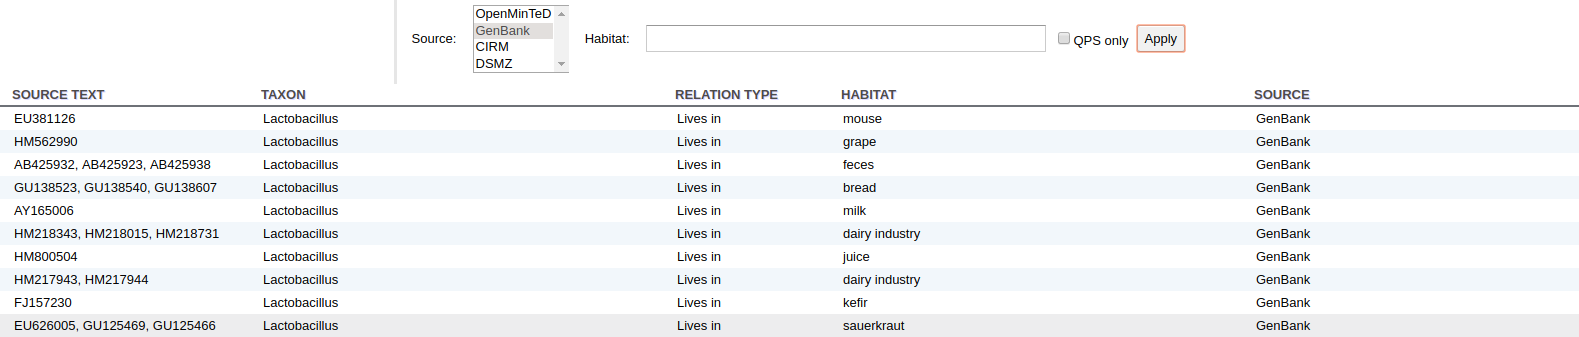 OpenMinTeD
Source: GenBank Habitat: QPS only Apply
CIRM
DSMZ
SOURCE TEXT TAXON RELATION TYPE HABITAT SOURCE
EU381126 Lactobacillus Lives in mouse GenBank
HM562990 Lactobacillus Lives in grape GenBank
AB425932, AB425923, AB425938 Lactobacillus Lives in feces GenBank
GU138523, GU138540, GU138607 Lactobacillus Lives in bread GenBank
AY165006 Lactobacillus Lives in milk GenBank
HM218343, HM218015, HM218731 Lactobacillus Lives in dairy industry GenBank
HM800504 Lactobacillus Lives in juice GenBank
HM217943, HM217944 Lactobacillus Lives in dairy industry GenBank
FJ157230 Lactobacillus Lives in kefir GenBank
EU626005, GU125469, GU125466 Lactobacillus Lives in sauerkraut GenBank